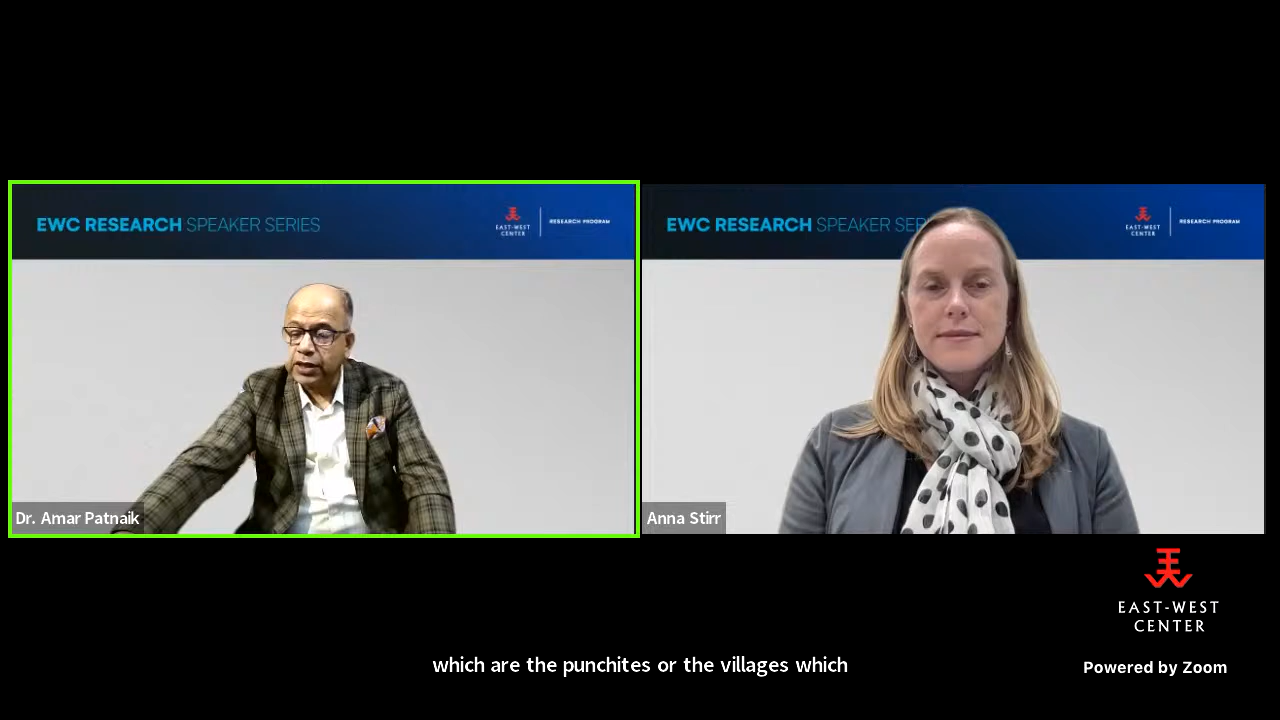 EWC RESEARCH SPEAKER SERIES
EAST-WEST
CENTER
RESEARCH PROGRAM
Dr. Amar Patnaik
EWC RESEARCH SPEAKER SER
EAST-WEST
CENTER
RESEARCH PROGRAM
Anna Stirr
EAST-WEST
CENTER
which are the punchites or the villages which
Powered by Zoom